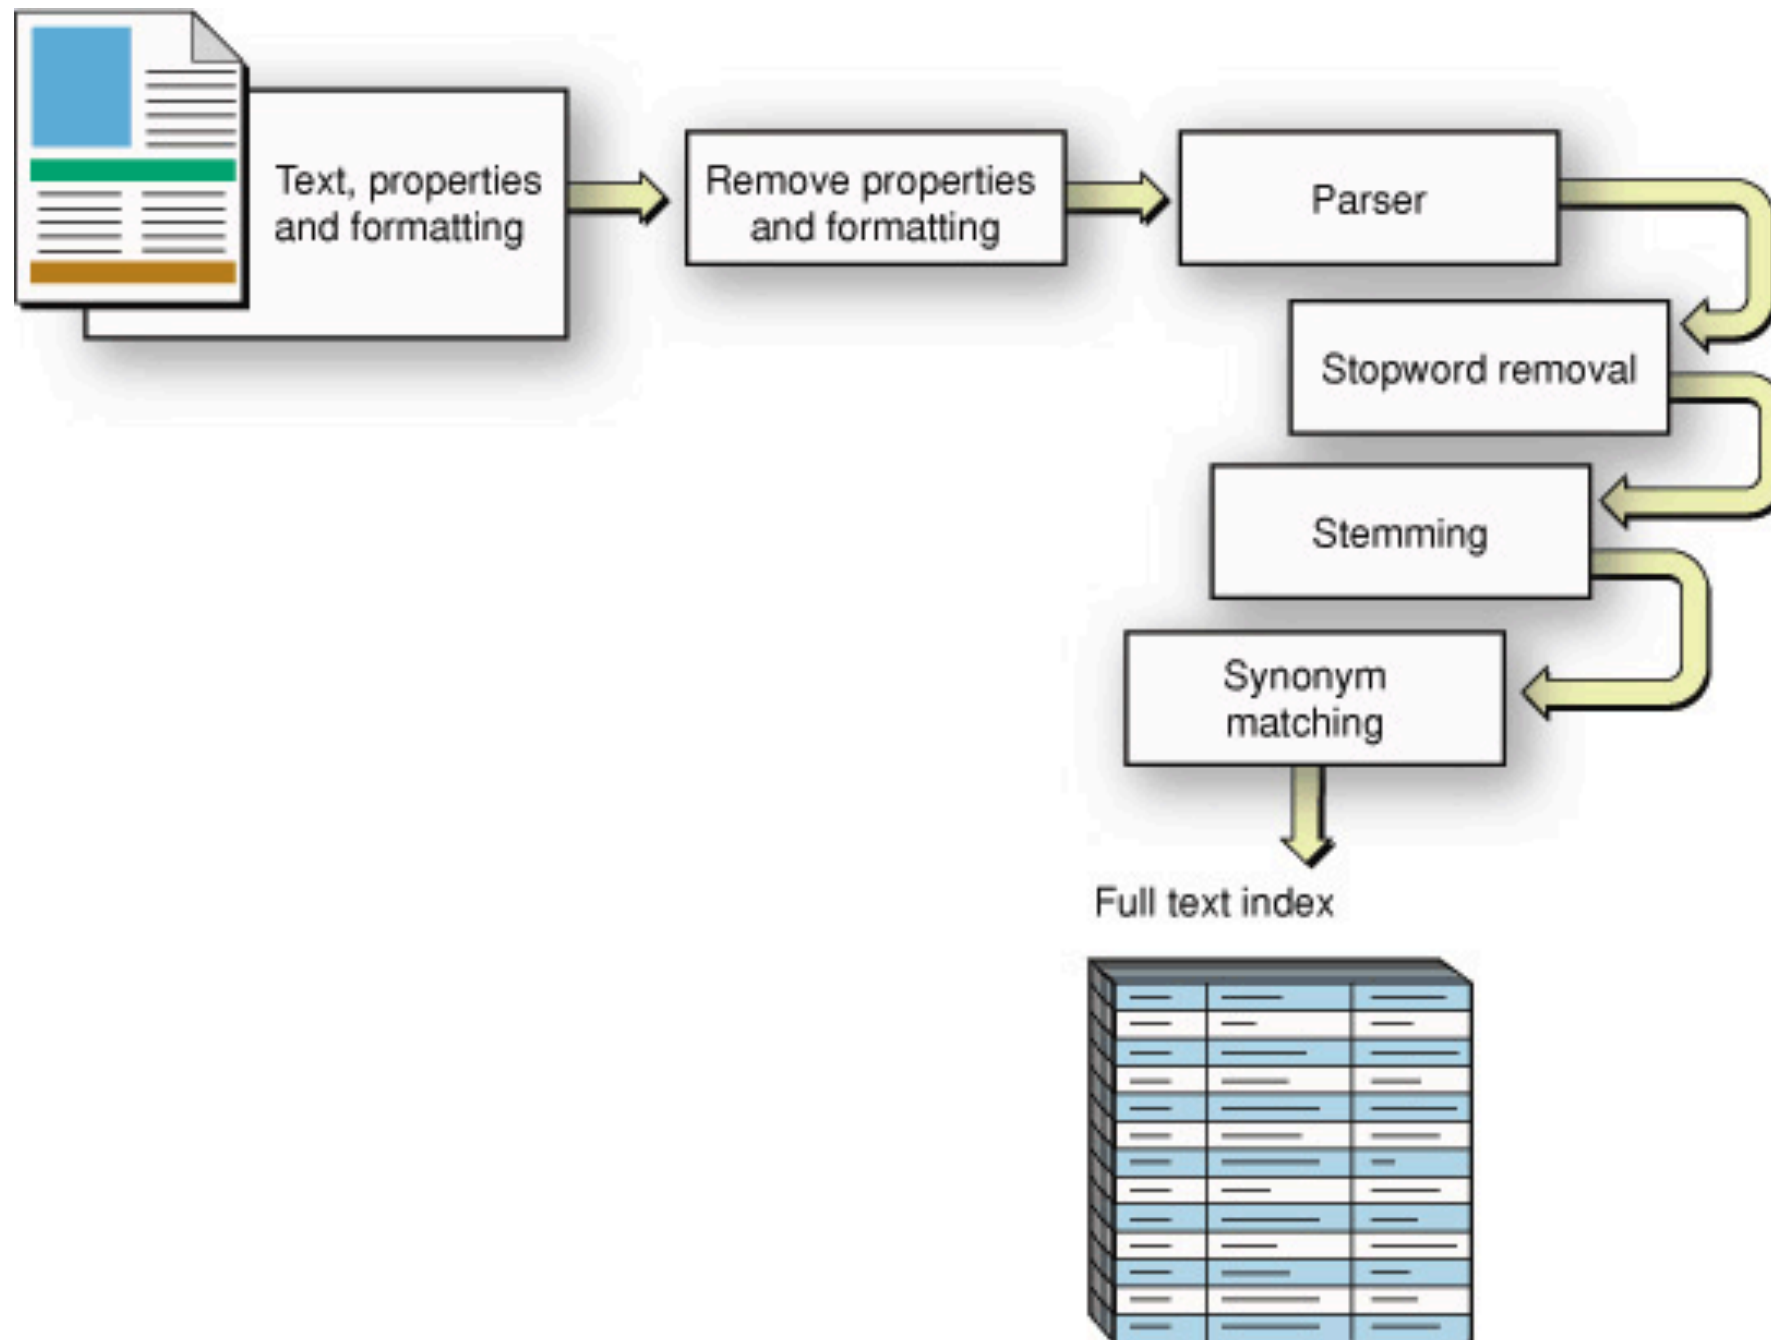 Text, properties
and formatting
Remove properties
and formatting
Parser
Stopword removal
Stemming
Synonym
matching
Full text index